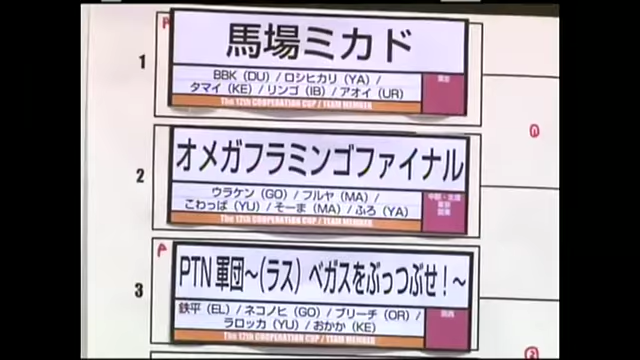 P
1
馬場ミカド
BBK (DU) / ロシヒカリ (YA) /
タマイ (KE) / リンゴ (IB) / アオイ (UR)
The 12th COOPERATION CUP / TEAM MEMBER
2
オメガフラミンゴファイナル
ウラケン (GO) / フルヤ (MA) /
こわっぱ (YU) / そーま (MA) / ふろ (YA)
The 12th COOPERATION CUP / TEAM MEMBER
P
3
PTN軍団～(ラス) ベガスをぶっつぶせ！～
鉄平 (EL) / ネコノヒ (GO) / ブリーチ (OR) /
ラロッカ (YU) / おかか (KE)
関西
The 12th COOPERATION CUP / TEAM MEMBER